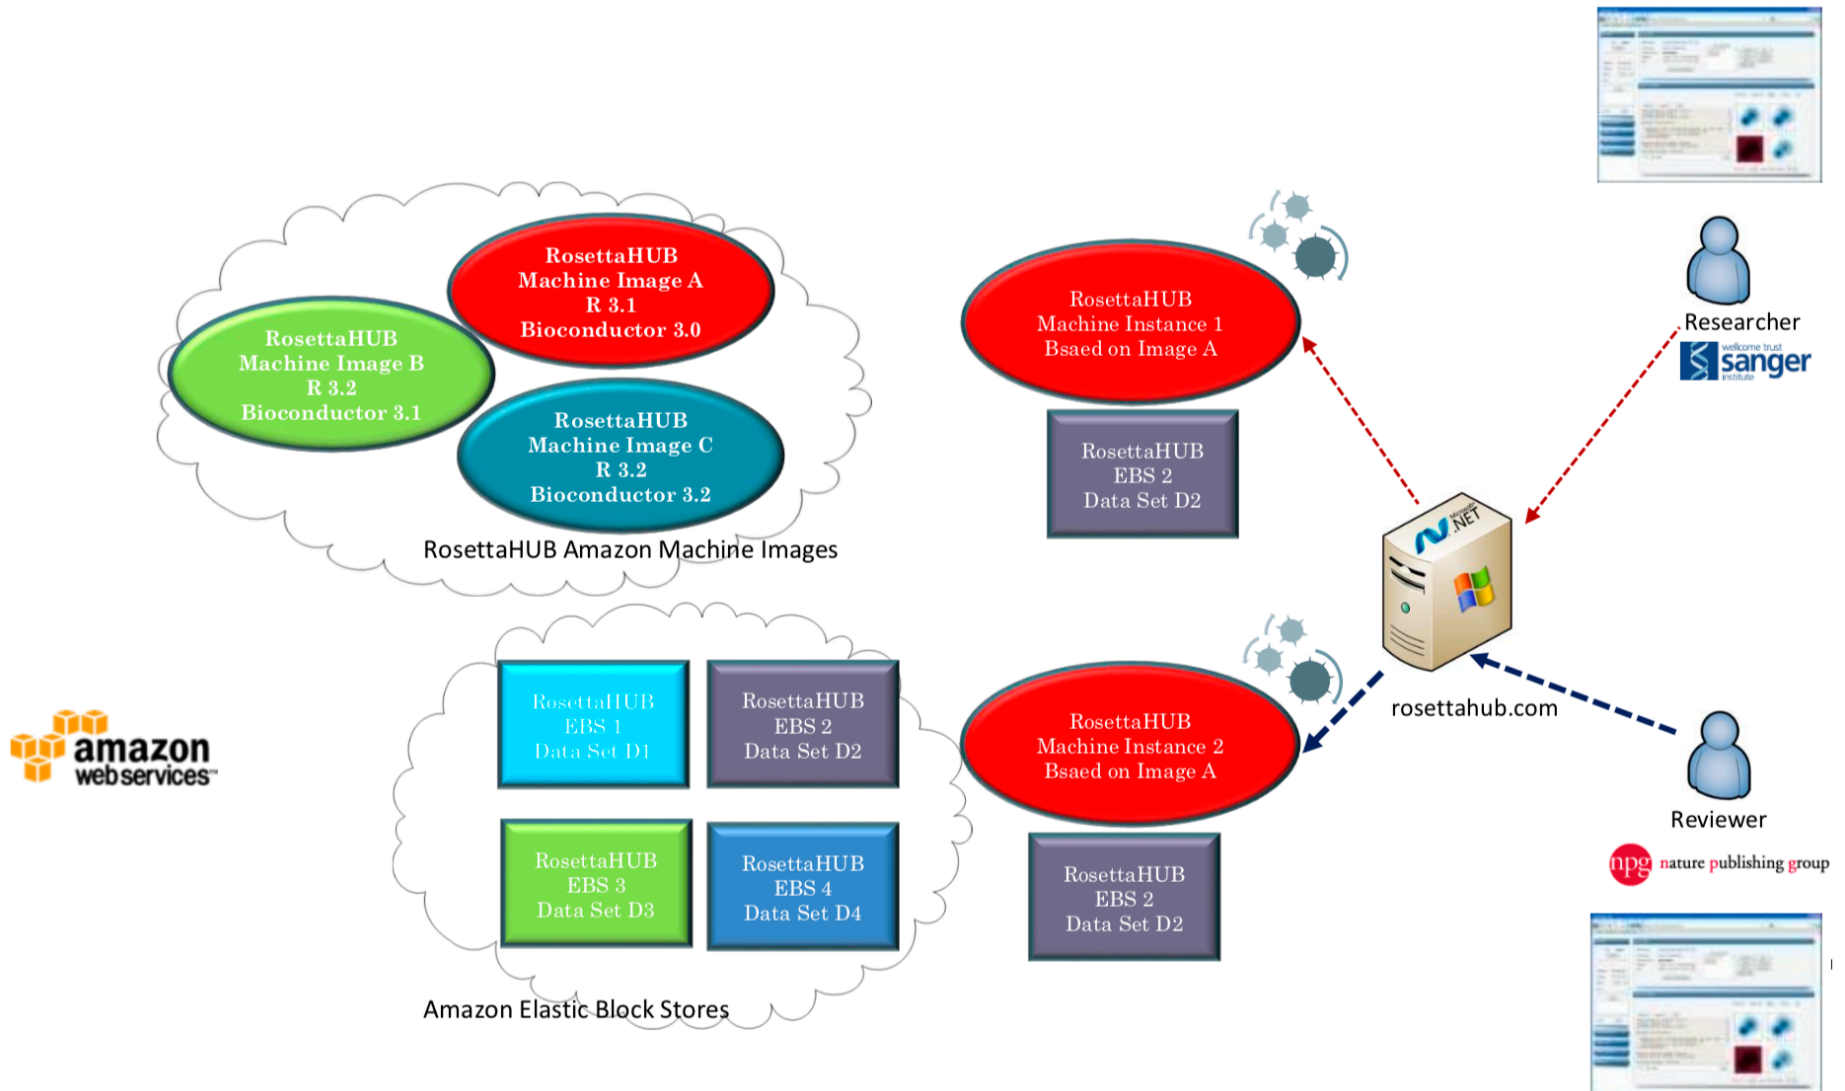 RosettaHUB
Machine Image A
R 3.1
Bioconductor 3.0
RosettaHUB
Machine Image B
R 3.2
Bioconductor 3.1
RosettaHUB
Machine Image C
R 3.2
Bioconductor 3.2
RosettaHUB Amazon Machine Images
RosettaHUB
Machine Instance 1
Bsaed on Image A
RosettaHUB
EBS 2
Data Set D2
Researcher
wellcome trust
sanger
institute
Microsoft
.NET
rosettahub.com
amazon
web services™
RosettaHUB
EBS 1
Data Set D1
RosettaHUB
EBS 2
Data Set D2
RosettaHUB
EBS 3
Data Set D3
RosettaHUB
EBS 4
Data Set D4
Amazon Elastic Block Stores
RosettaHUB
Machine Instance 2
Bsaed on Image A
RosettaHUB
EBS 2
Data Set D2
Reviewer
npg nature publishing group